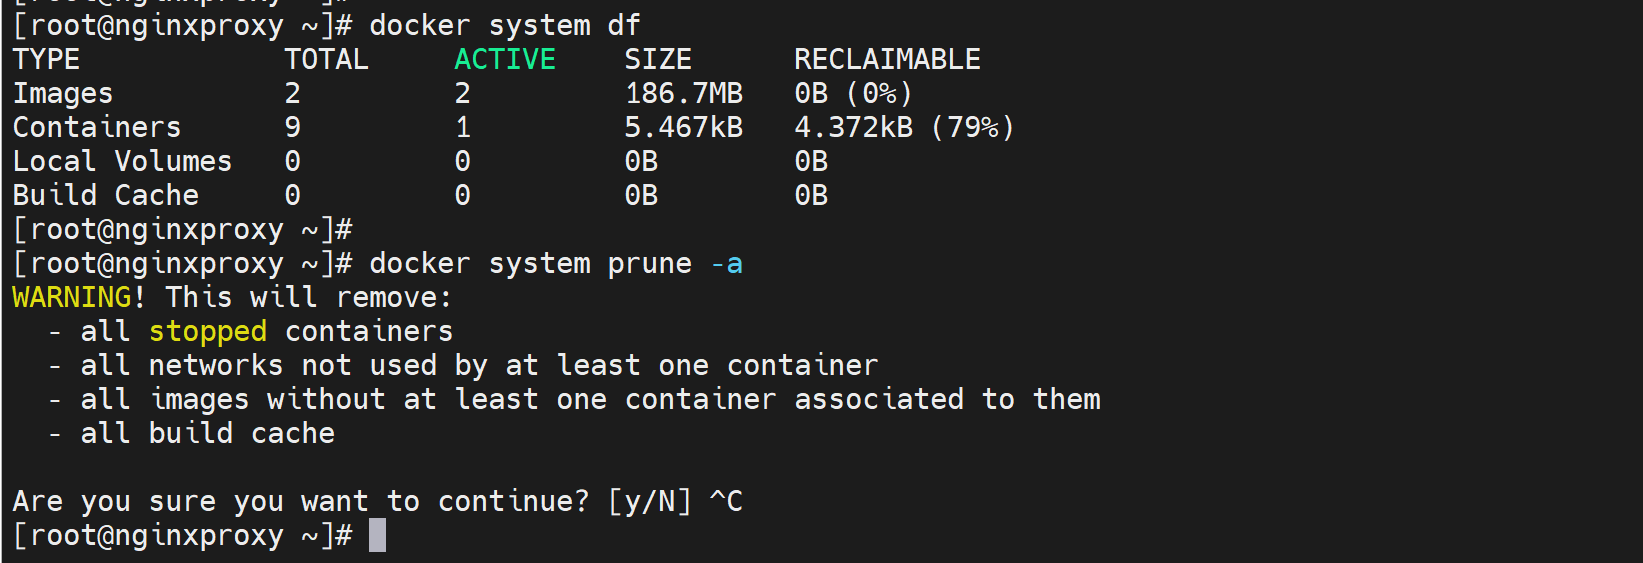 [root@nginxproxy ~]#
[root@nginxproxy ~]# docker system df
TYPE            TOTAL     ACTIVE    SIZE      RECLAIMABLE
Images          2         2         186.7MB   0B (0%)
Containers      9         1         5.467kB   4.372kB (79%)
Local Volumes   0         0         0B        0B
Build Cache     0         0         0B        0B
[root@nginxproxy ~]#
[root@nginxproxy ~]# docker system prune -a
WARNING! This will remove:
  - all stopped containers
  - all networks not used by at least one container
  - all images without at least one container associated to them
  - all build cache
Are you sure you want to continue? [y/N] ^C
[root@nginxproxy ~]#